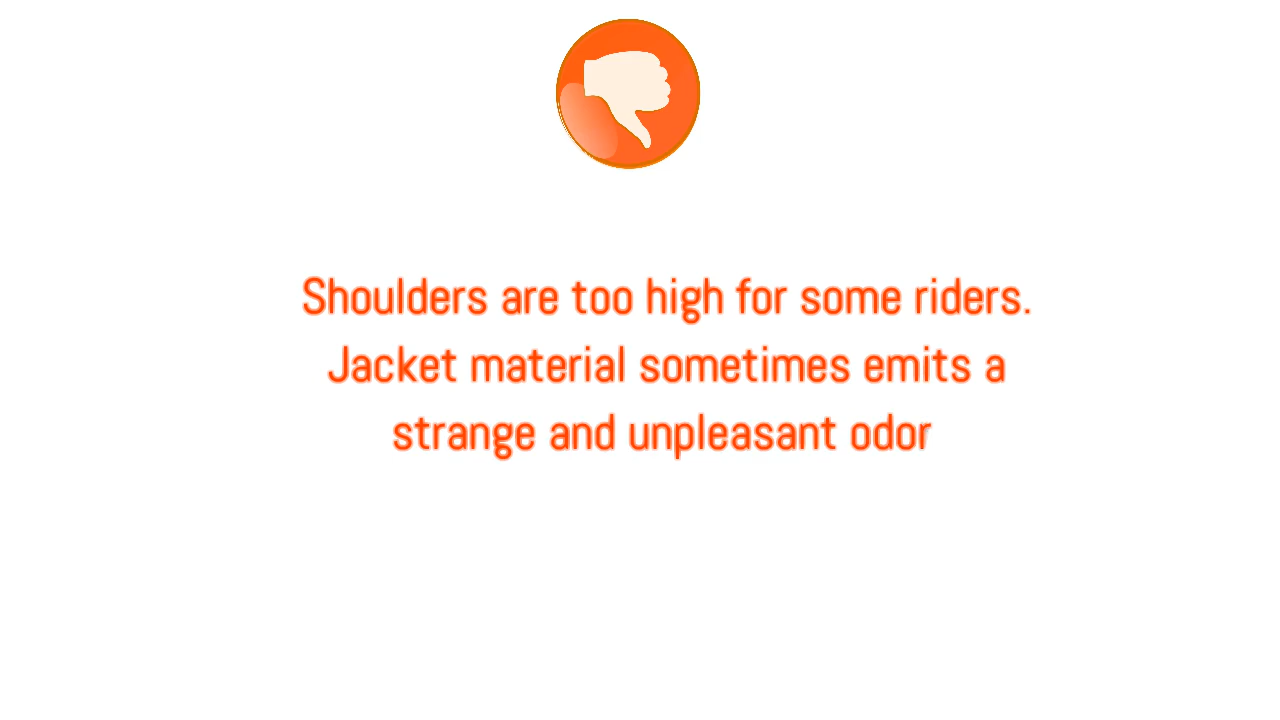 Shoulders are too high for some riders.
Jacket material sometimes emits a
strange and unpleasant odor